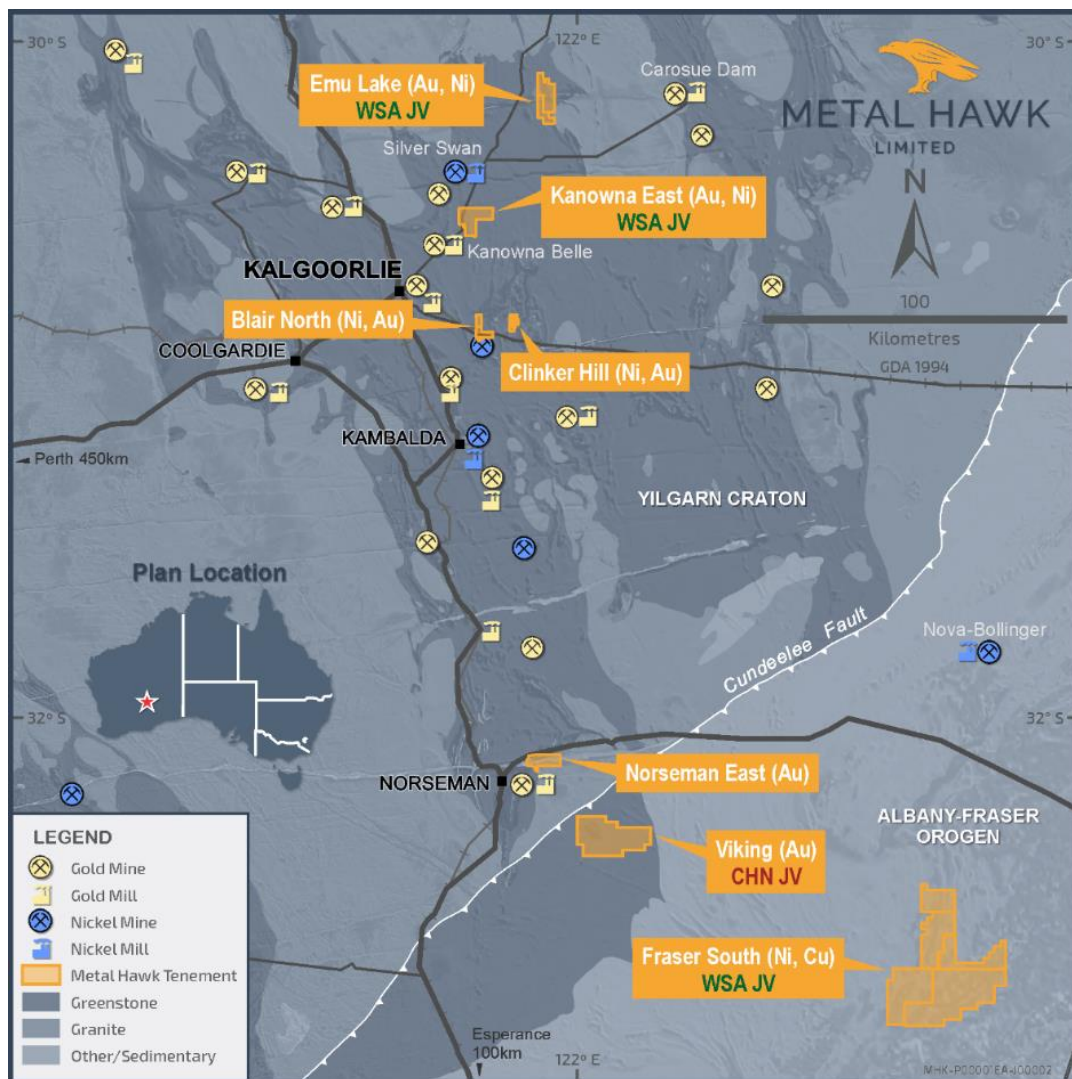 30° S
122° E
30° S
Emu Lake (Au, Ni)
WSA JV
Carosue Dam
METAL HAWK
LIMITED
Silver Swan
N
Kanowna East (Au, Ni)
WSA JV
Kanowna Belle
KALGOORLIE
100
Kilometres
GDA 1994
Blair North (Ni, Au)
COOLGARDIE
Clinker Hill (Ni, Au)
KAMBALDA
Perth 450km
YILGARN CRATON
Plan Location
Cundeelee Fault
Nova-Bollinger
32° S
32° S
NORSEMAN
Norseman East (Au)
ALBANY-FRASER
OROGEN
Viking (Au)
CHN JV
LEGEND
Gold Mine
Gold Mill
Nickel Mine
Nickel Mill
Metal Hawk Tenement
Greenstone
Granite
Other/Sedimentary
Fraser South (Ni, Cu)
WSA JV
Esperance
100km
122° E